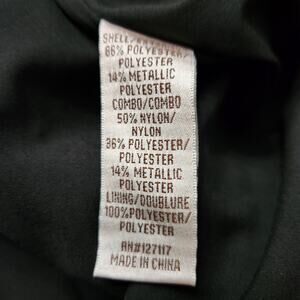 SHELL/
86% POLYESTER/
POLYESTER
14% METALLIC
POLYESTER
COMBO/COMBO
50% NYLON/
NYLON
36% POLYESTER/
POLYESTER
14% METALLIC
POLYESTER
LINING/DOUBLURE
100%POLYESTER/
POLYESTER
RN#127117
MADE IN CHINA